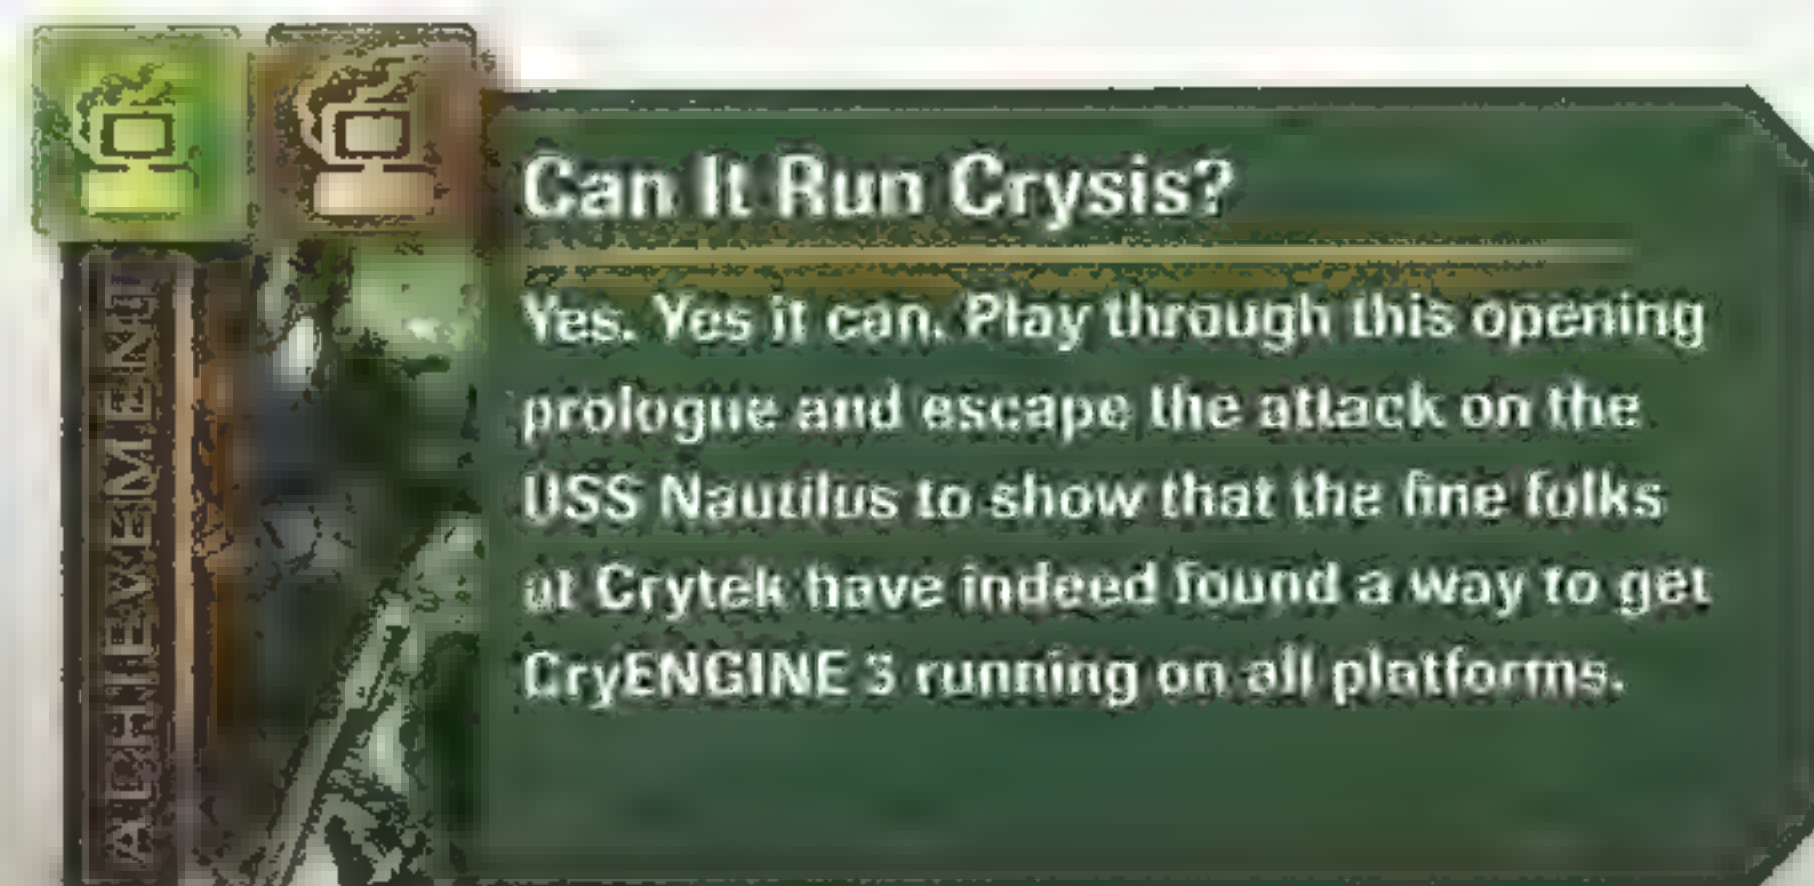 Can It Run Crysis?
Yes. Yes it can. Play through this opening
prologue and escape the attack on the
USS Nautilus to show that the fine folks
at Crytek have indeed found a way to get
CryENGINE 3 running on all platforms.
ACHIEVEMENT